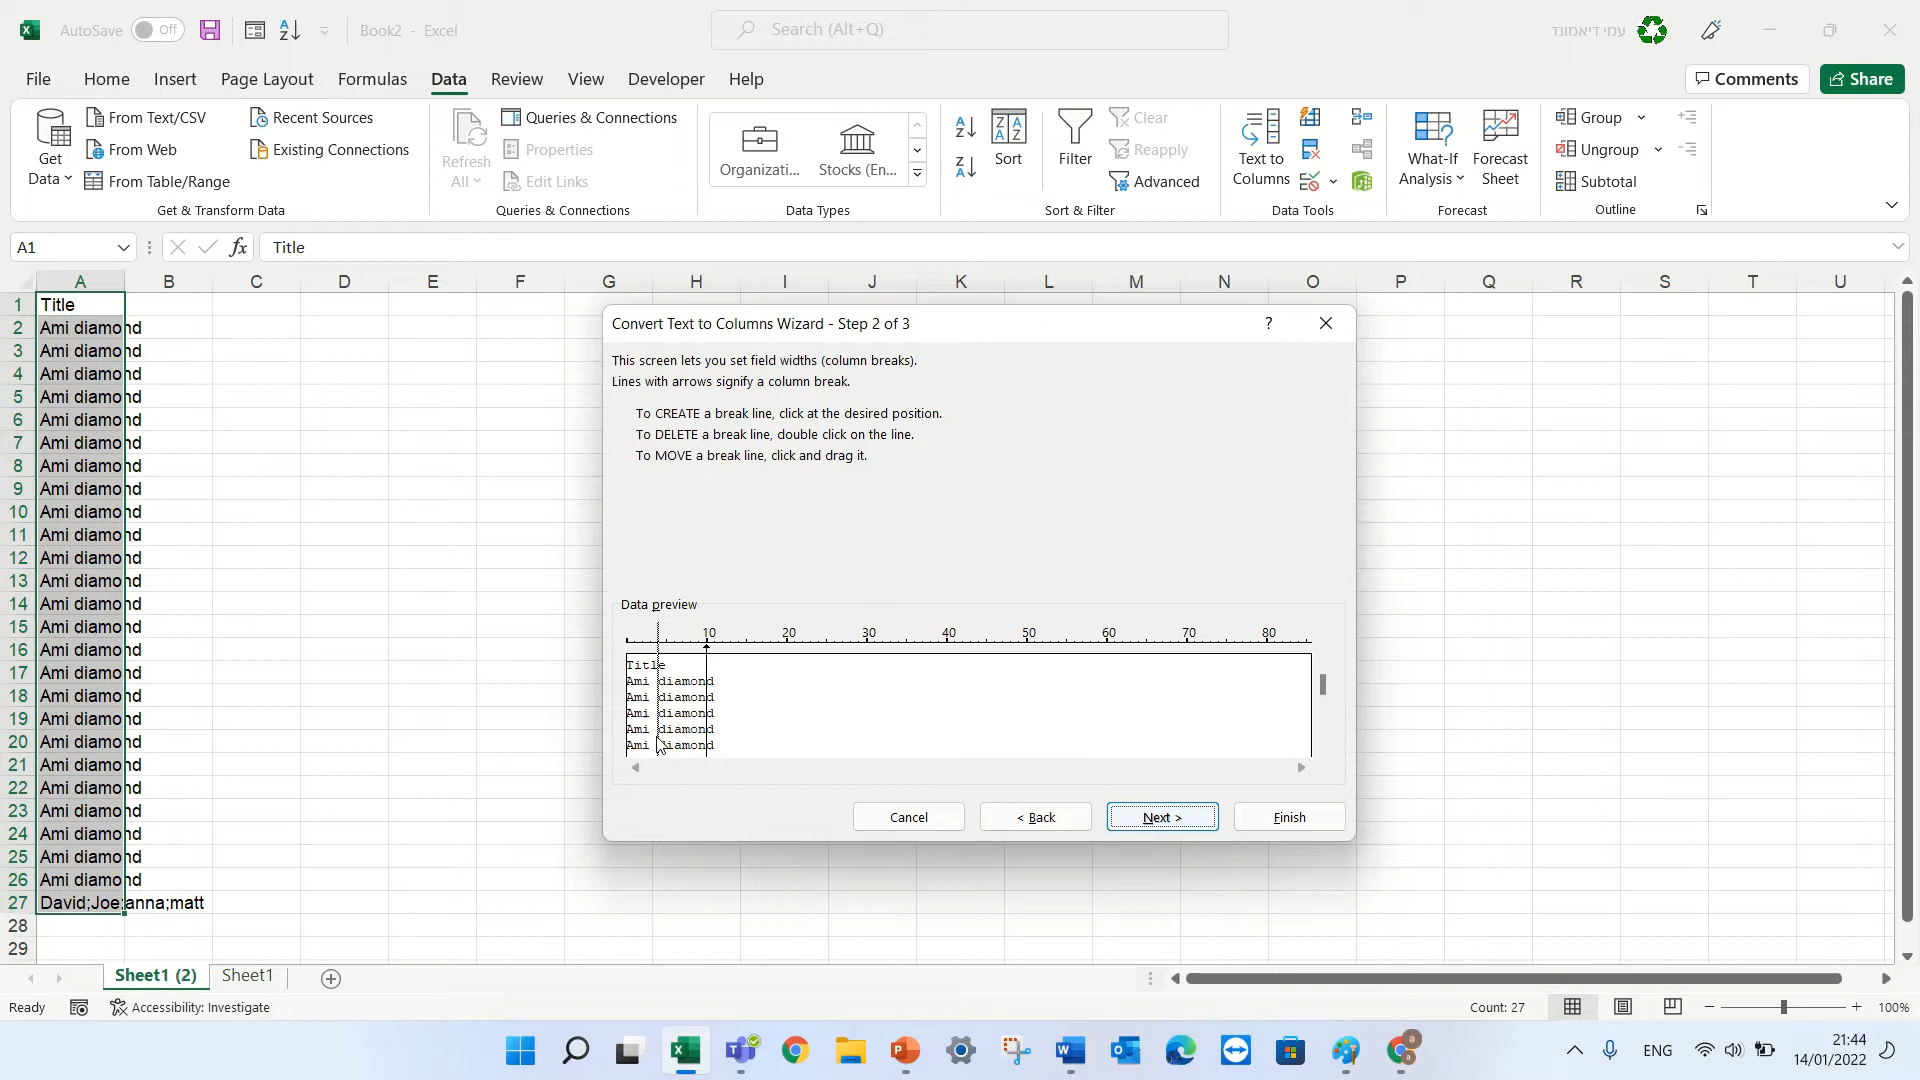 AutoSave Off Book2 - Excel Search (Alt+Q) עמי דיאמונד
File Home Insert Page Layout Formulas Data Review View Developer Help Comments Share
Get Data From Text/CSV From Web From Table/Range Recent Sources Existing Connections
Refresh All Queries & Connections Properties Edit Links
Organizati... Stocks (En...
Sort Filter Clear Reapply Advanced
Text to Columns
What-If Analysis Forecast Sheet
Group Ungroup Subtotal
Get & Transform Data Queries & Connections Data Types Sort & Filter Data Tools Forecast Outline
A1 fx Title
A B C D E F G H I J K L M N O P Q R S T U
1 Title
2 Ami diamond
3 Ami diamond
4 Ami diamond
5 Ami diamond
6 Ami diamond
7 Ami diamond
8 Ami diamond
9 Ami diamond
10 Ami diamond
11 Ami diamond
12 Ami diamond
13 Ami diamond
14 Ami diamond
15 Ami diamond
16 Ami diamond
17 Ami diamond
18 Ami diamond
19 Ami diamond
20 Ami diamond
21 Ami diamond
22 Ami diamond
23 Ami diamond
24 Ami diamond
25 Ami diamond
26 Ami diamond
27 David;Joe;anna;matt
28
29
Convert Text to Columns Wizard - Step 2 of 3 ?
This screen lets you set field widths (column breaks).
Lines with arrows signify a column break.
To CREATE a break line, click at the desired position.
To DELETE a break line, double click on the line.
To MOVE a break line, click and drag it.
Data preview
10 20 30 40 50 60 70 80
Title
Ami diamond
Ami diamond
Ami diamond
Ami diamond
Ami diamond
Cancel < Back Next > Finish
Sheet1 (2) Sheet1
Ready Accessibility: Investigate Count: 27 100%
ENG 21:44
14/01/2022